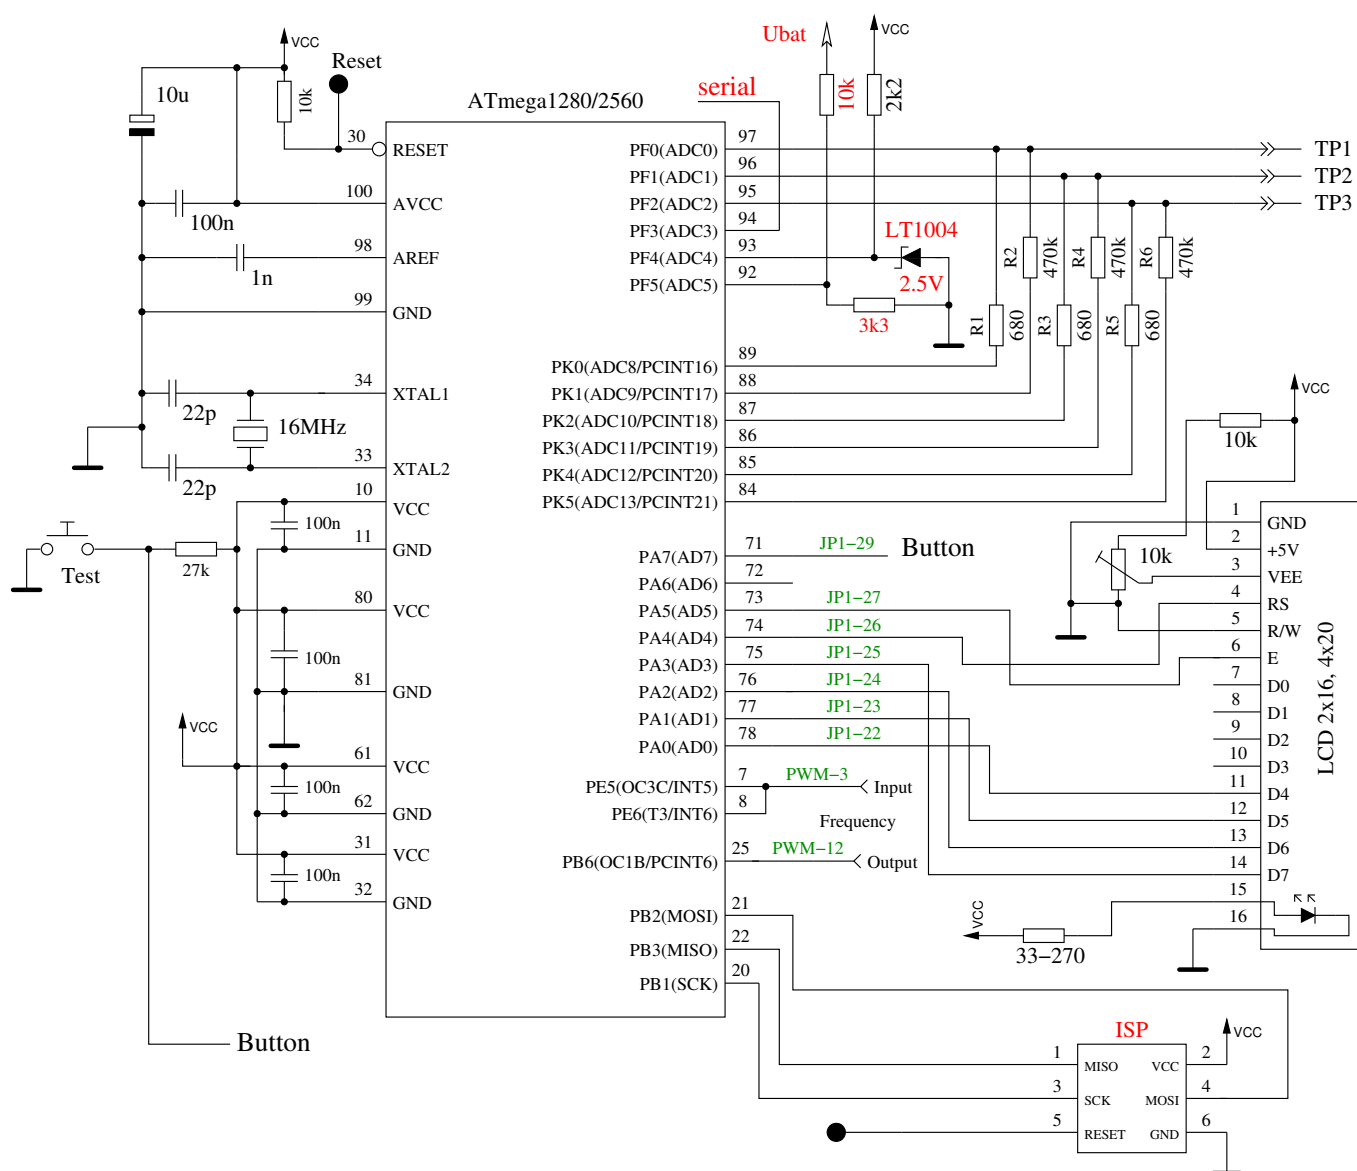 Ubat
VCC
VCC
Reset
10u
10k
10k
2k2
serial
ATmega1280/2560
30
RESET
PF0(ADC0)
97
TP1
PF1(ADC1)
96
TP2
100
AVCC
PF2(ADC2)
95
TP3
100n
PF3(ADC3)
94
LT1004
R2
470k
R4
470k
R6
470k
98
AREF
PF4(ADC4)
93
1n
PF5(ADC5)
92
2.5V
99
GND
3k3
R1
680
R3
680
R5
680
PK0(ADC8/PCINT16)
89
34
XTAL1
PK1(ADC9/PCINT17)
88
VCC
22p
16MHz
PK2(ADC10/PCINT18)
87
10k
PK3(ADC11/PCINT19)
86
33
XTAL2
PK4(ADC12/PCINT20)
85
22p
10
VCC
PK5(ADC13/PCINT21)
84
100n
1
GND
11
GND
PA7(AD7)
71
JP1−29
Button
2
+5V
Test
27k
10k
PA6(AD6)
72
3
VEE
80
VCC
PA5(AD5)
73
JP1−27
4
RS
PA4(AD4)
74
JP1−26
5
R/W
100n
PA3(AD3)
75
JP1−25
6
E
81
GND
PA2(AD2)
76
JP1−24
7
D0
PA1(AD1)
77
JP1−23
8
D1
VCC
PA0(AD0)
78
JP1−22
9
D2
LCD 2x16, 4x20
61
VCC
10
D3
100n
PE5(OC3C/INT5)
7
PWM−3
Input
11
D4
62
GND
PE6(T3/INT6)
8
Frequency
12
D5
31
VCC
PB6(OC1B/PCINT6)
25
PWM−12
Output
13
D6
100n
14
D7
32
GND
15
PB2(MOSI)
21
VCC
16
PB3(MISO)
22
33−270
PB1(SCK)
20
ISP
VCC
Button
1
MISO
VCC
2
3
SCK
MOSI
4
5
RESET
GND
6